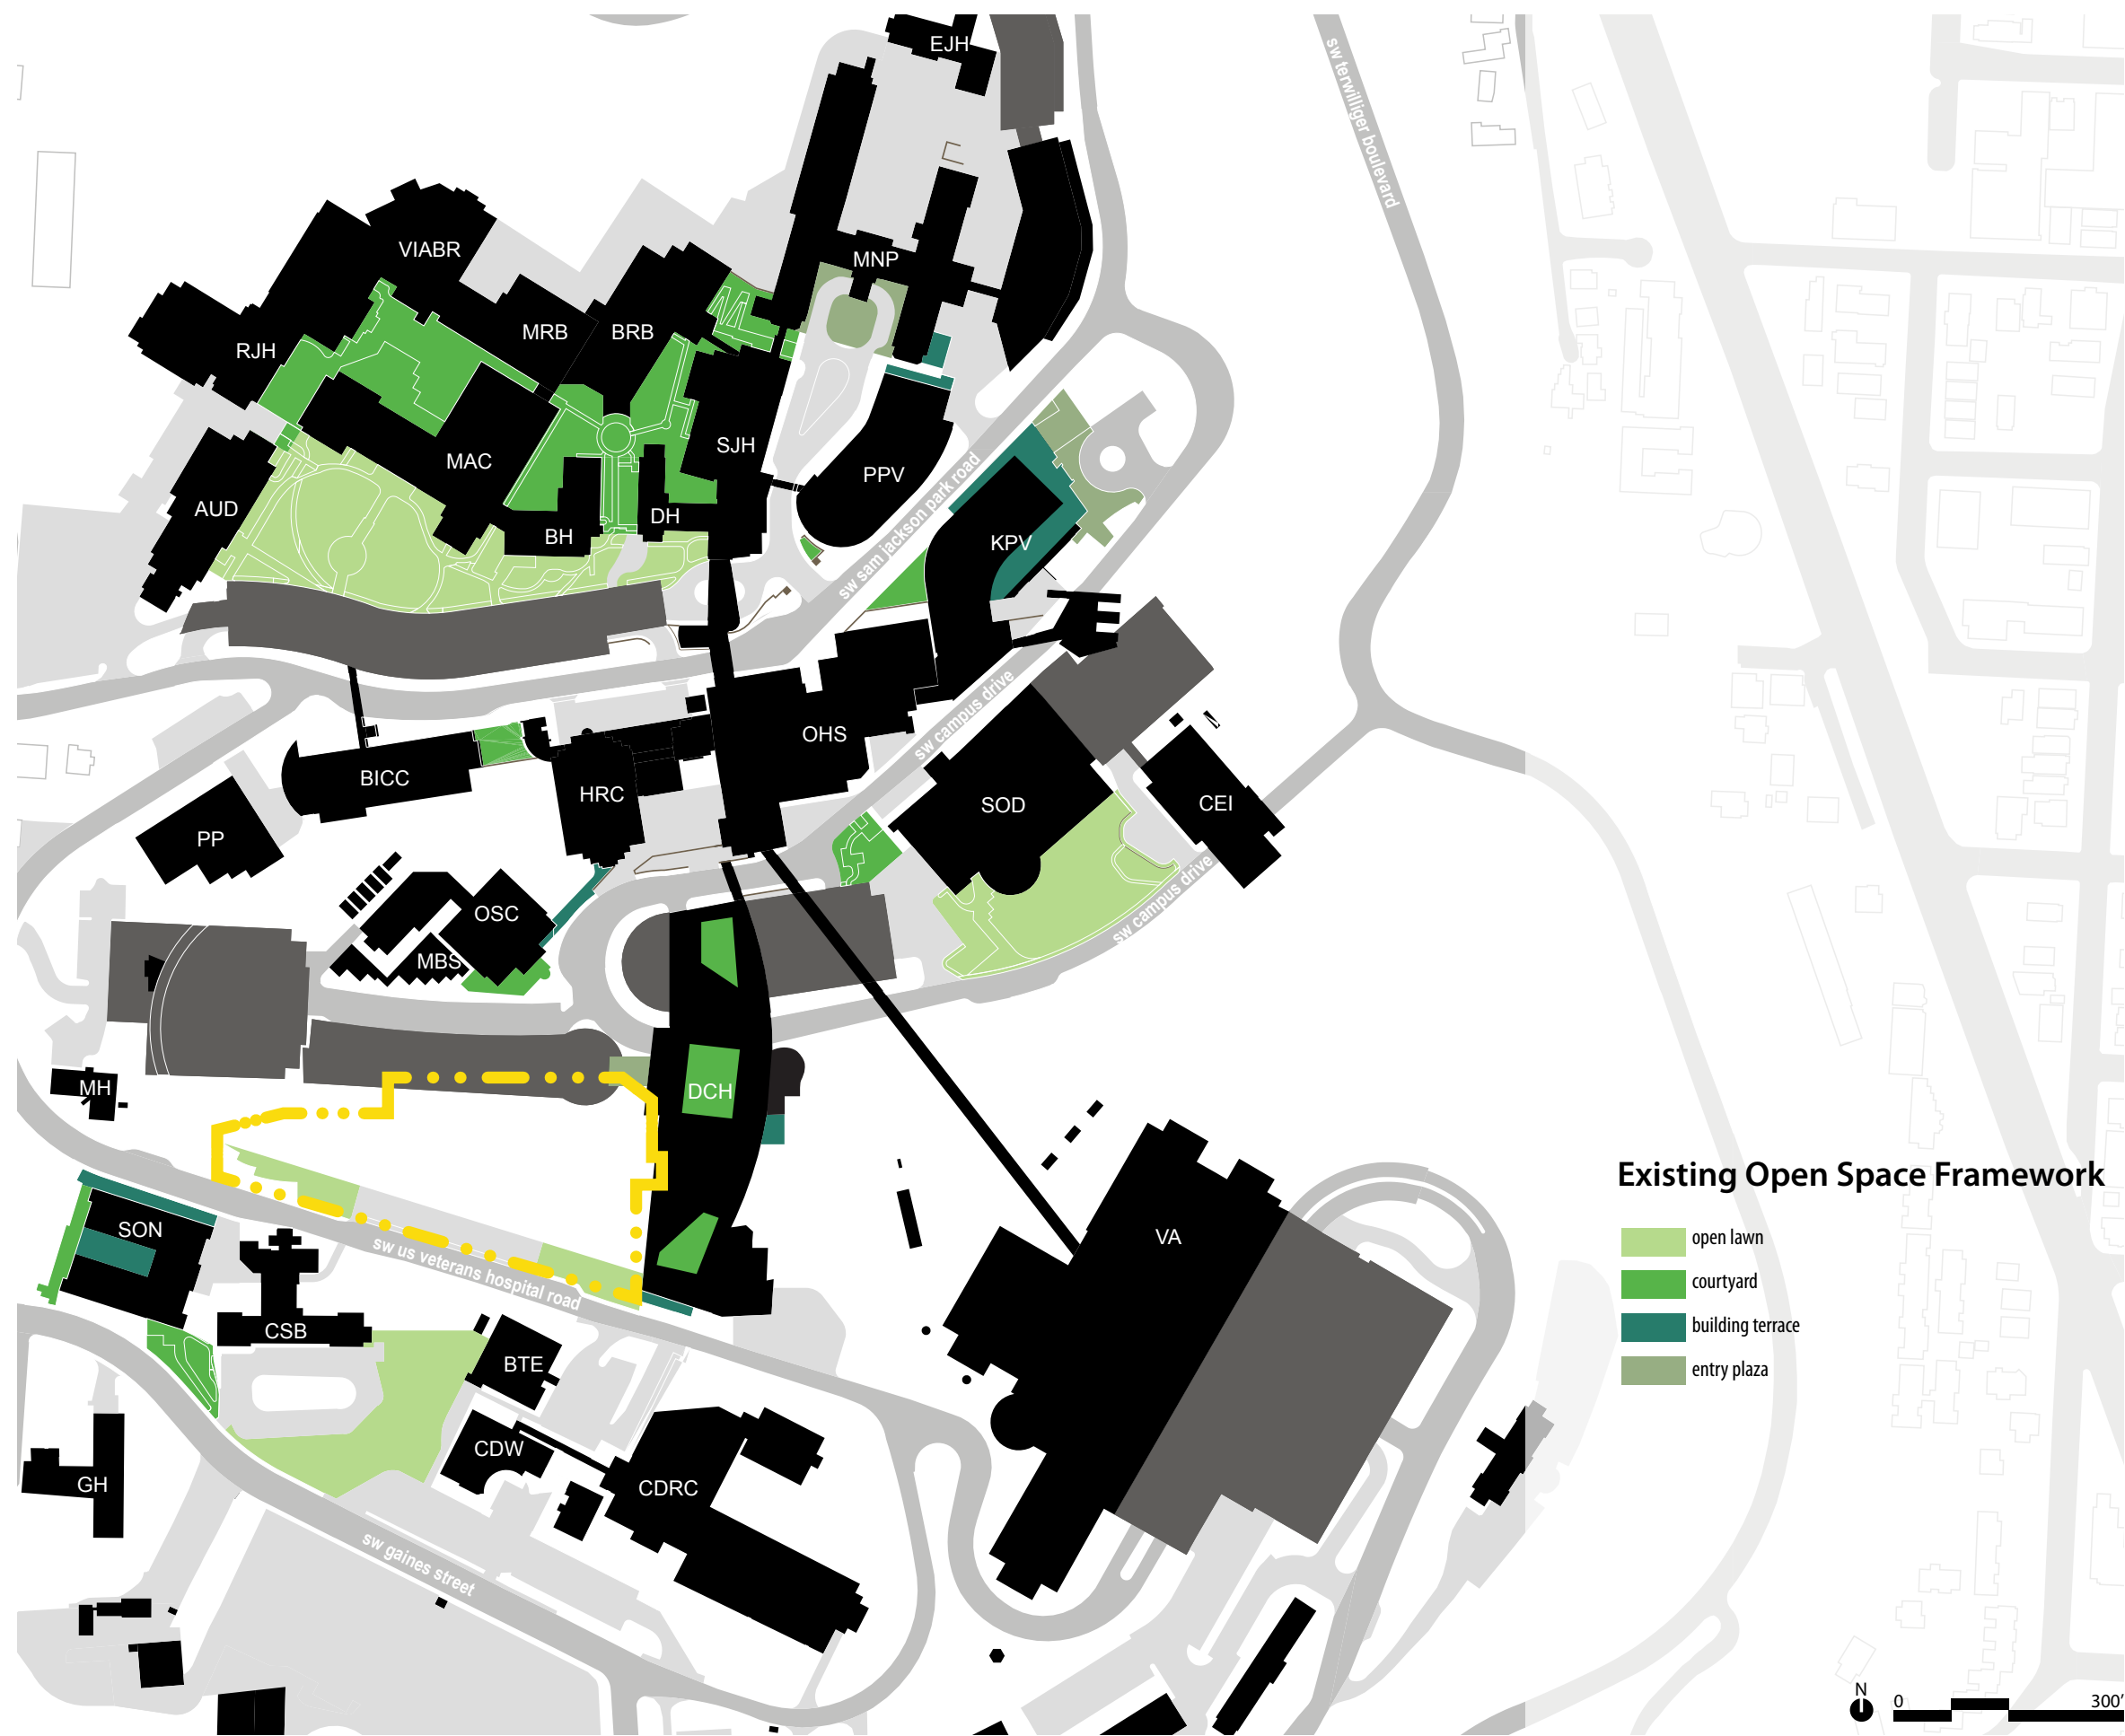 EJH
sw terwilliger boulevard
VIABR
MNP
MRB
BRB
RJH
SJH
MAC
PPV
AUD
DH
BH
KPV
sw sam jackson park road
OHS
sw campus drive
BICC
HRC
SOD
CEI
PP
OSC
MBS
sw campus drive
MH
DCH
Existing Open Space Framework
SON
VA
open lawn
sw us veterans hospital road
courtyard
CSB
building terrace
BTE
entry plaza
CDW
GH
CDRC
sw gaines street
N
0 300'